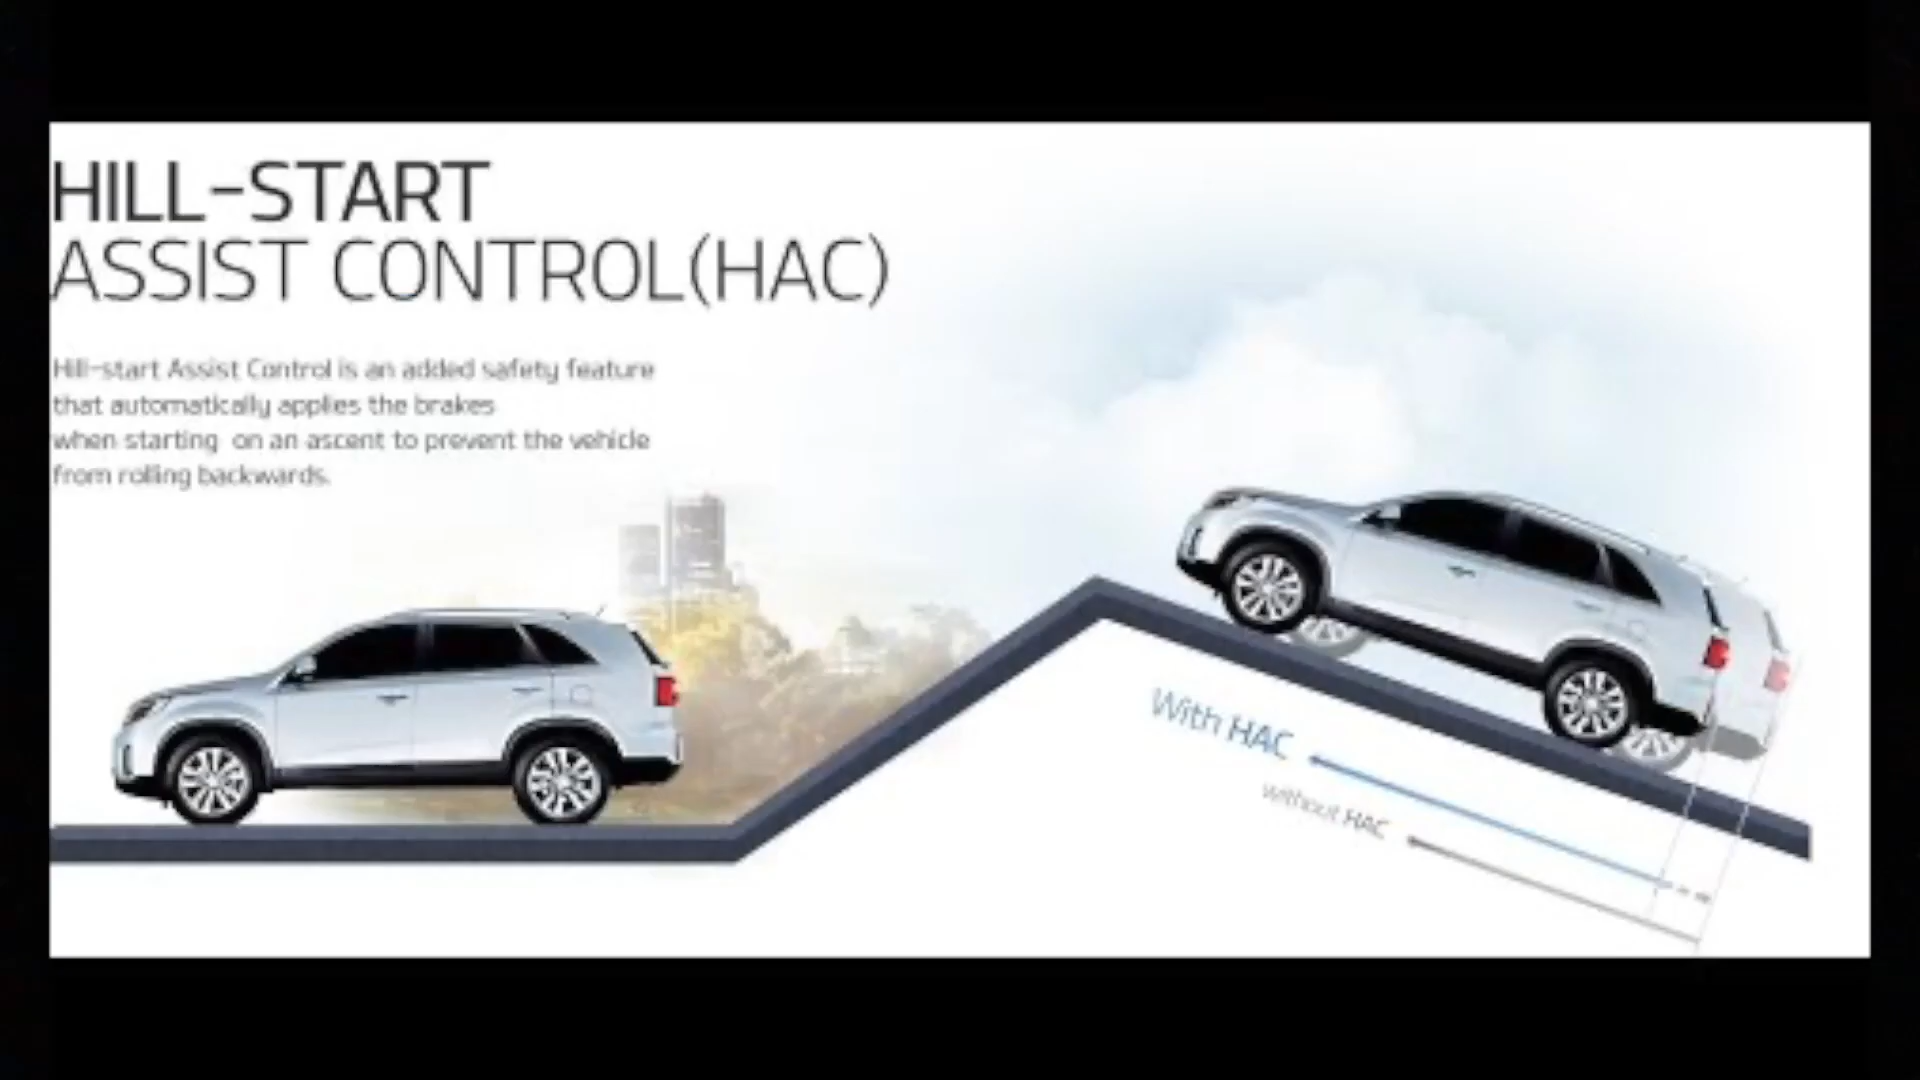 HILL-START
ASSIST CONTROL(HAC)
Hill-start Assist Control is an added safety feature
that automatically applies the brakes
when starting on an ascent to prevent the vehicle
from rolling backwards.
With HAC
without HAC